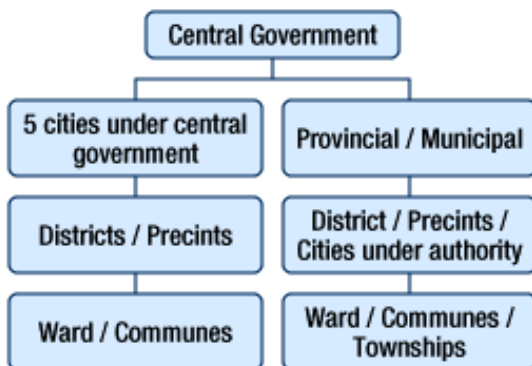 Central Government
5 cities under central
government
Provincial / Municipal
Districts / Precints
District / Precints /
Cities under authority
Ward / Communes
Ward / Communes /
Townships